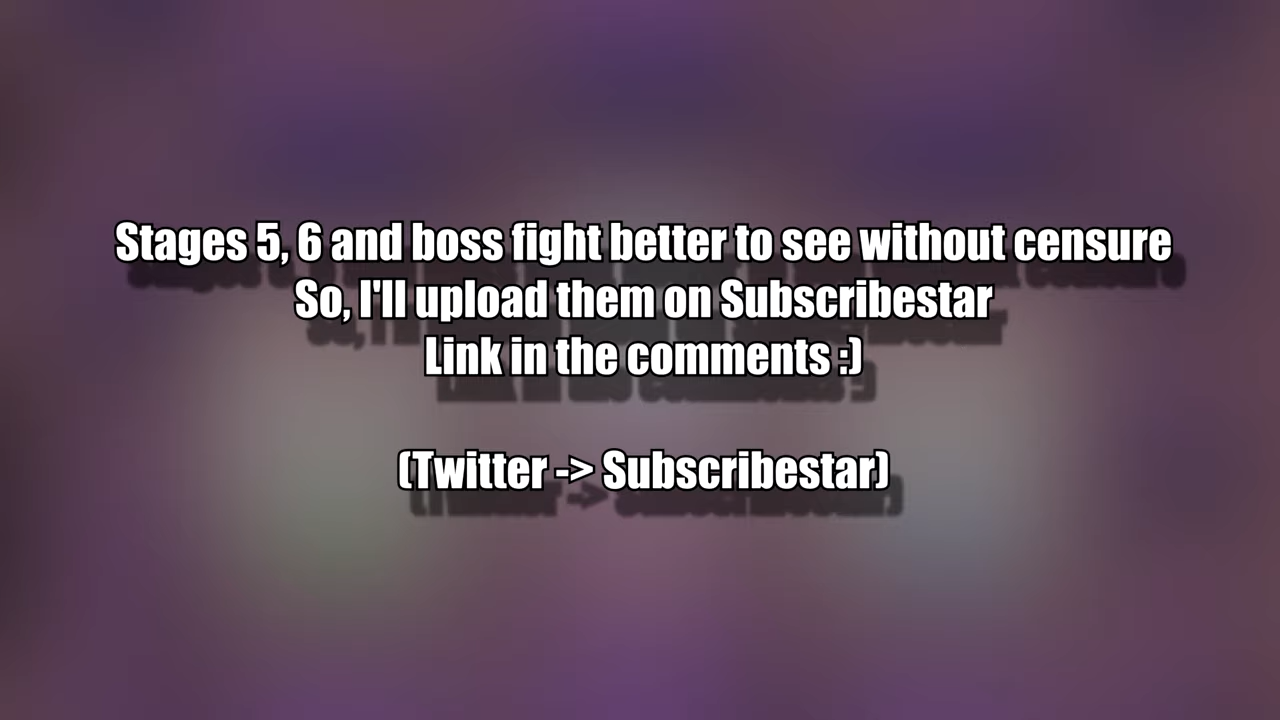 Stages 5, 6 and boss fight better to see without censure
So, I'll upload them on Subscribestar
Link in the comments :)
(Twitter -> Subscribestar)